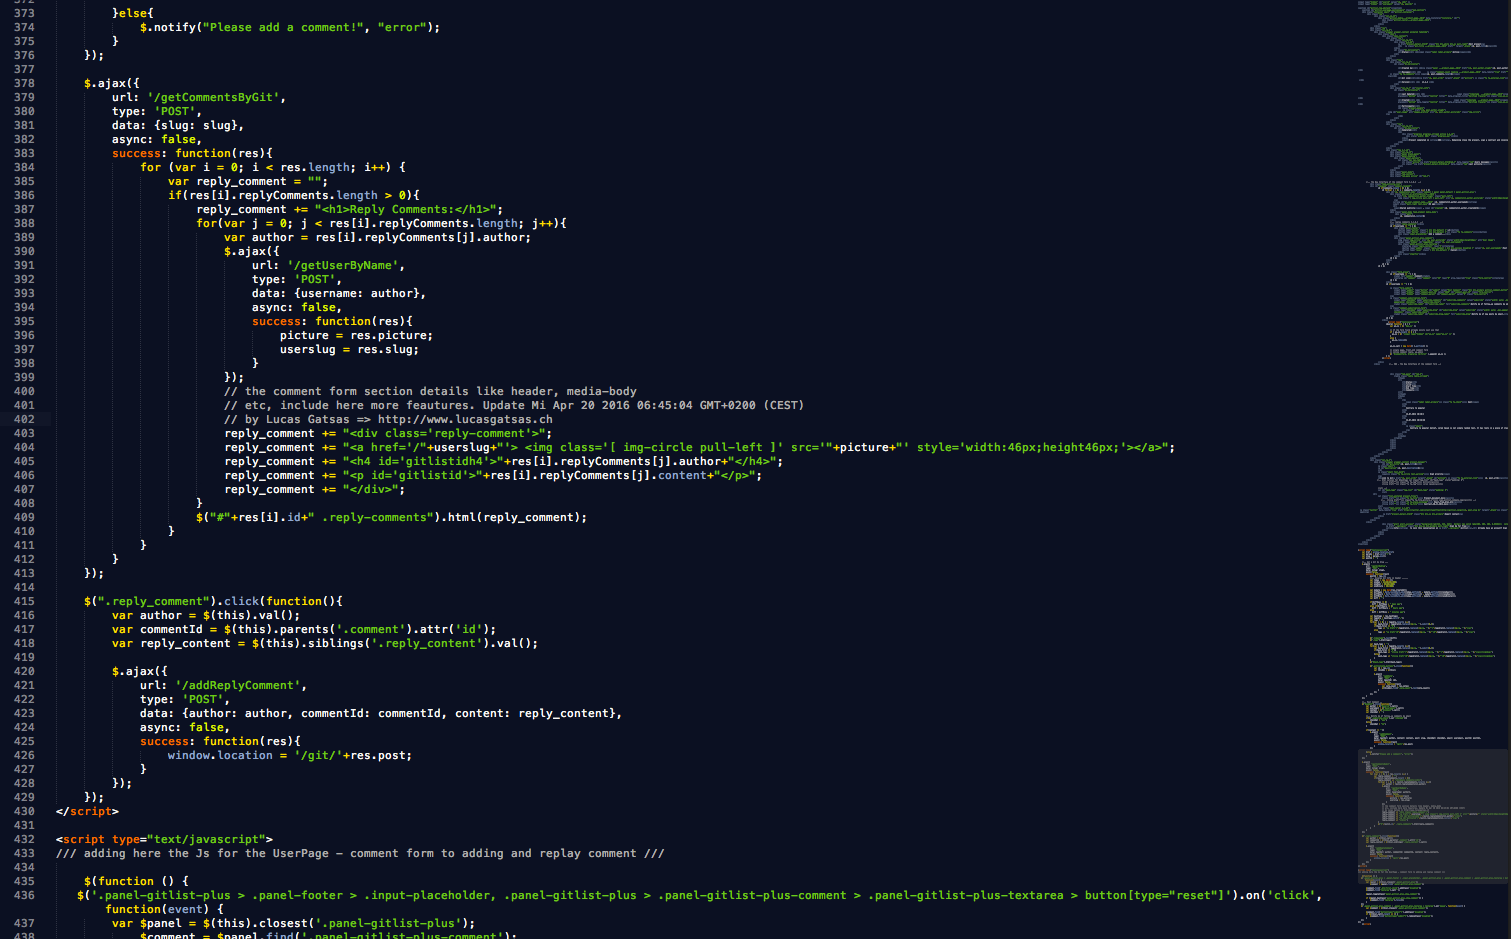 373 }else{
374 $.notify("Please add a comment!", "error");
375 }
376 });
377
378 $.ajax({
379 url: '/getCommentsByGit',
380 type: 'POST',
381 data: {slug: slug},
382 async: false,
383 success: function(res){
384 for (var i = 0; i < res.length; i++) {
385 var reply_comment = "";
386 if(res[i].replyComments.length > 0){
387 reply_comment += "<h1>Reply Comments:</h1>";
388 for(var j = 0; j < res[i].replyComments.length; j++){
389 var author = res[i].replyComments[j].author;
390 $.ajax({
391 url: '/getUserByName',
392 type: 'POST',
393 data: {username: author},
394 async: false,
395 success: function(res){
396 picture = res.picture;
397 userslug = res.slug;
398 }
399 });
400 // the comment form section details like header, media-body
401 // etc, include here more feautures. Update Mi Apr 20 2016 06:45:04 GMT+0200 (CEST)
402 // by Lucas Gatsas => http://www.lucasgatsas.ch
403 reply_comment += "<div class='reply-comment'>";
404 reply_comment += "<a href='/"+userslug+"'> <img class='[ img-circle pull-left ]' src='"+picture+"' style='width:46px;height46px;'></a>";
405 reply_comment += "<h4 id='gitlistidh4'>"+res[i].replyComments[j].author+"</h4>";
406 reply_comment += "<p id='gitlistid'>"+res[i].replyComments[j].content+"</p>";
407 reply_comment += "</div>";
408 }
409 $("#"+res[i].id+" .reply-comments").html(reply_comment);
410 }
411 }
412 }
413 });
414
415 $(".reply_comment").click(function(){
416 var author = $(this).val();
417 var commentId = $(this).parents('.comment').attr('id');
418 var reply_content = $(this).siblings('.reply_content').val();
419
420 $.ajax({
421 url: '/addReplyComment',
422 type: 'POST',
423 data: {author: author, commentId: commentId, content: reply_content},
424 async: false,
425 success: function(res){
426 window.location = '/git/'+res.post;
427 }
428 });
429 });
430 </script>
431
432 <script type="text/javascript">
433 /// adding here the Js for the UserPage – comment form to adding and replay comment ///
434
435 $(function () {
436 $('.panel-gitlist-plus > .panel-footer > .input-placeholder, .panel-gitlist-plus > .panel-gitlist-plus-comment > .panel-gitlist-plus-textarea > button[type="reset"]').on('click',
function(event) {
437 var $panel = $(this).closest('.panel-gitlist-plus');
438 $comment = $panel.find('.panel-gitlist-plus-comment');